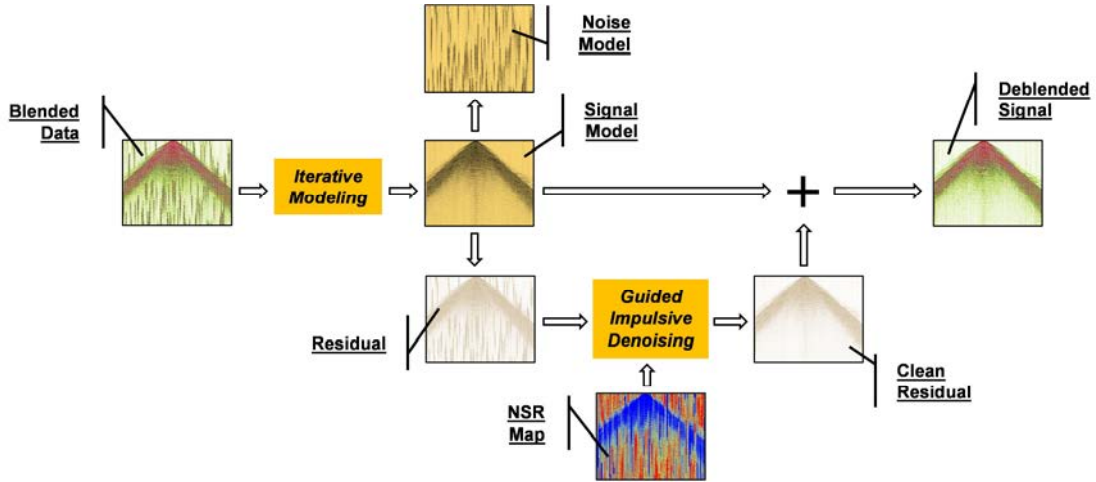 Noise
Model
Blended
Data
Signal
Model
Deblended
Signal
Iterative
Modeling
+
Residual
Guided
Impulsive
Denoising
Clean
Residual
NSR
Map